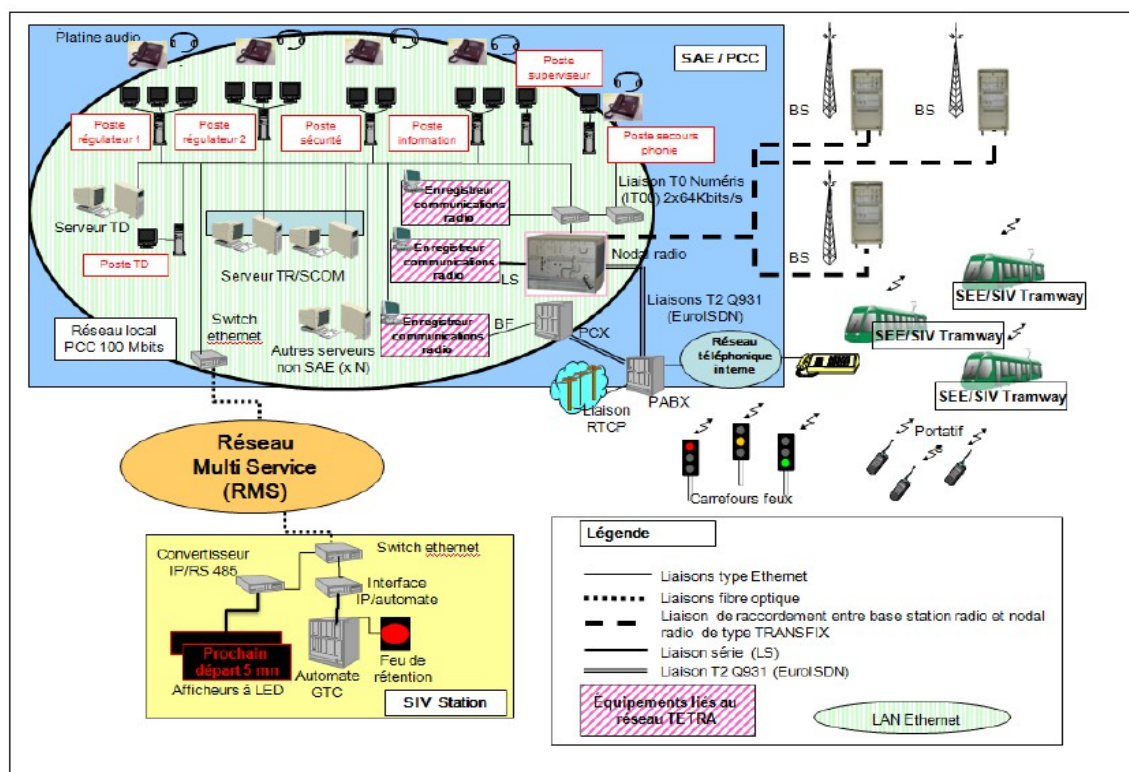 Platine audio
SAE / PCC
Poste
superviseur
Poste
régulateur 1
Poste
régulateur 2
Poste
sécurité
Poste
information
Poste secours
phonie
BS
BS
BS
Serveur TD
Poste TD
Serveur TR/SCOM
Enregistreur
communications
radio
Enregistreur
communications
radio
Enregistreur
communications
radio
Liaison T0 Numéris
(IT00) 2x64Kbits/s
Nodal radio
LS
BF
PCX
Liaisons T2 Q931
(EuroISDN)
Réseau local
PCC 100 Mbits
Switch
ethernet
Autres serveurs
non SAE (x N)
Réseau
téléphonique
interne
PABX
Liaison
RTCP
SEE/SIV Tramway
SEE/SIV Tramway
SEE/SIV Tramway
Portatif
Carrefours feux
Réseau
Multi Service
(RMS)
Convertisseur
IP/RS 485
Switch ethernet
Interface
IP/automate
Prochain
départ 5 mn
Afficheurs à LED
Automate
GTC
Feu de
rétention
SIV Station
Légende
Liaisons type Ethernet
Liaisons fibre optique
Liaison de raccordement entre base station radio et nodal
radio de type TRANSFIX
Liaison série (LS)
Liaison T2 Q931 (EuroISDN)
Équipements liés au
réseau TETRA
LAN Ethernet